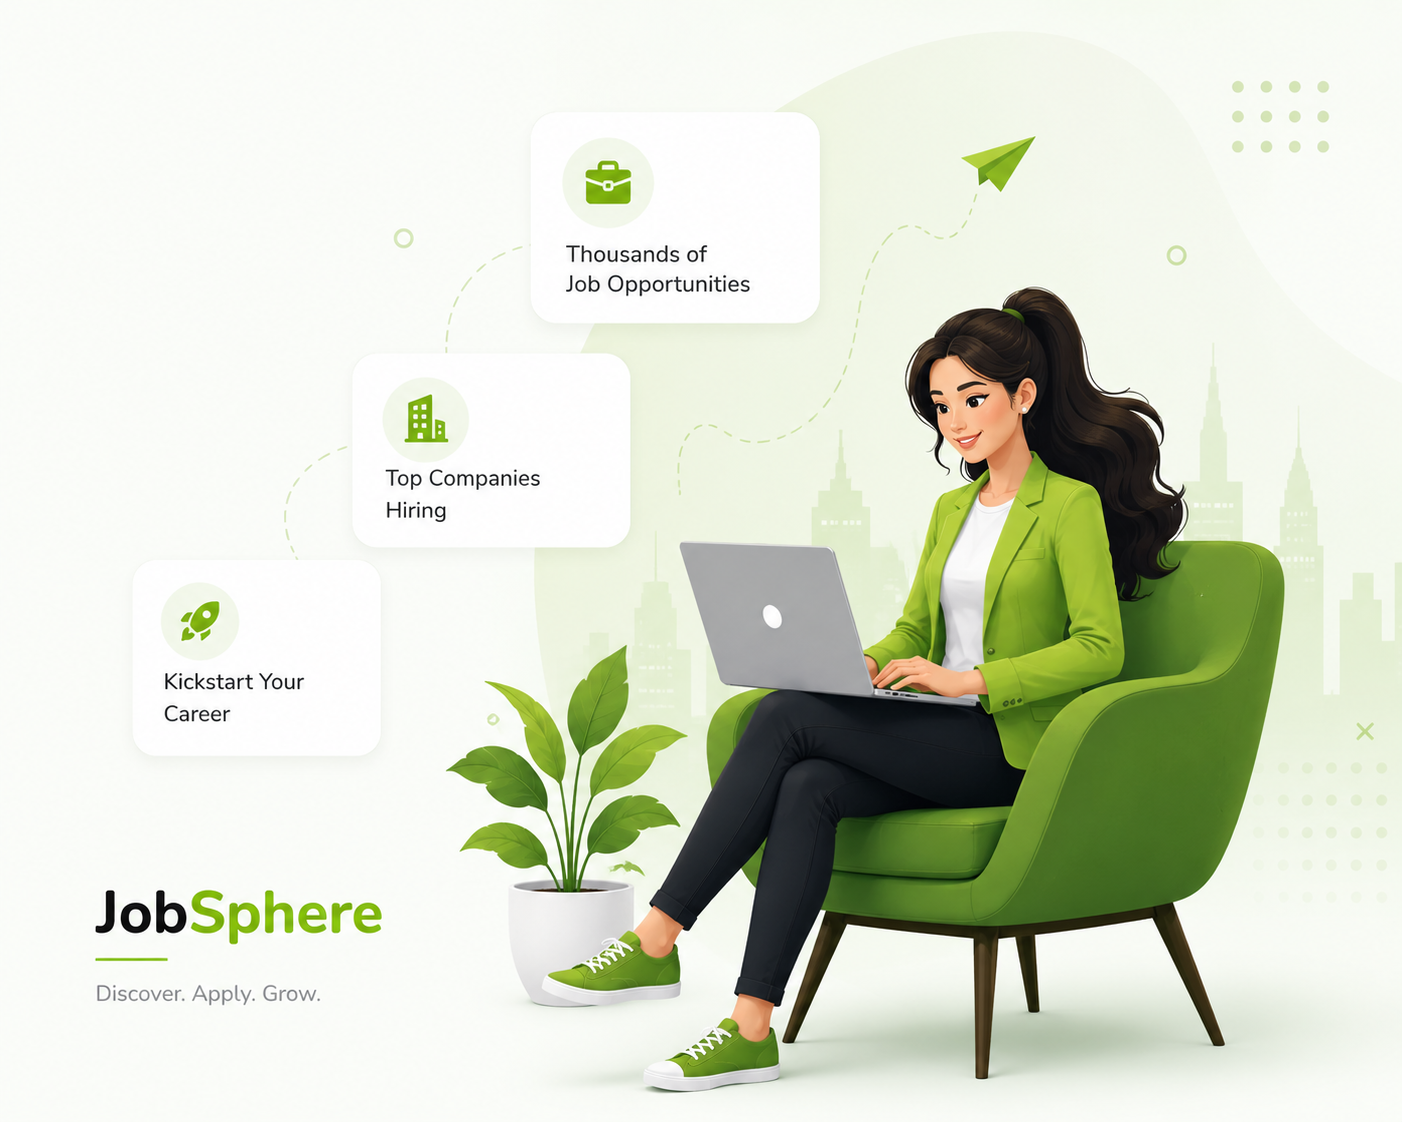 Thousands of
Job Opportunities
Top Companies
Hiring
Kickstart Your
Career
JobSphere
Discover. Apply. Grow.